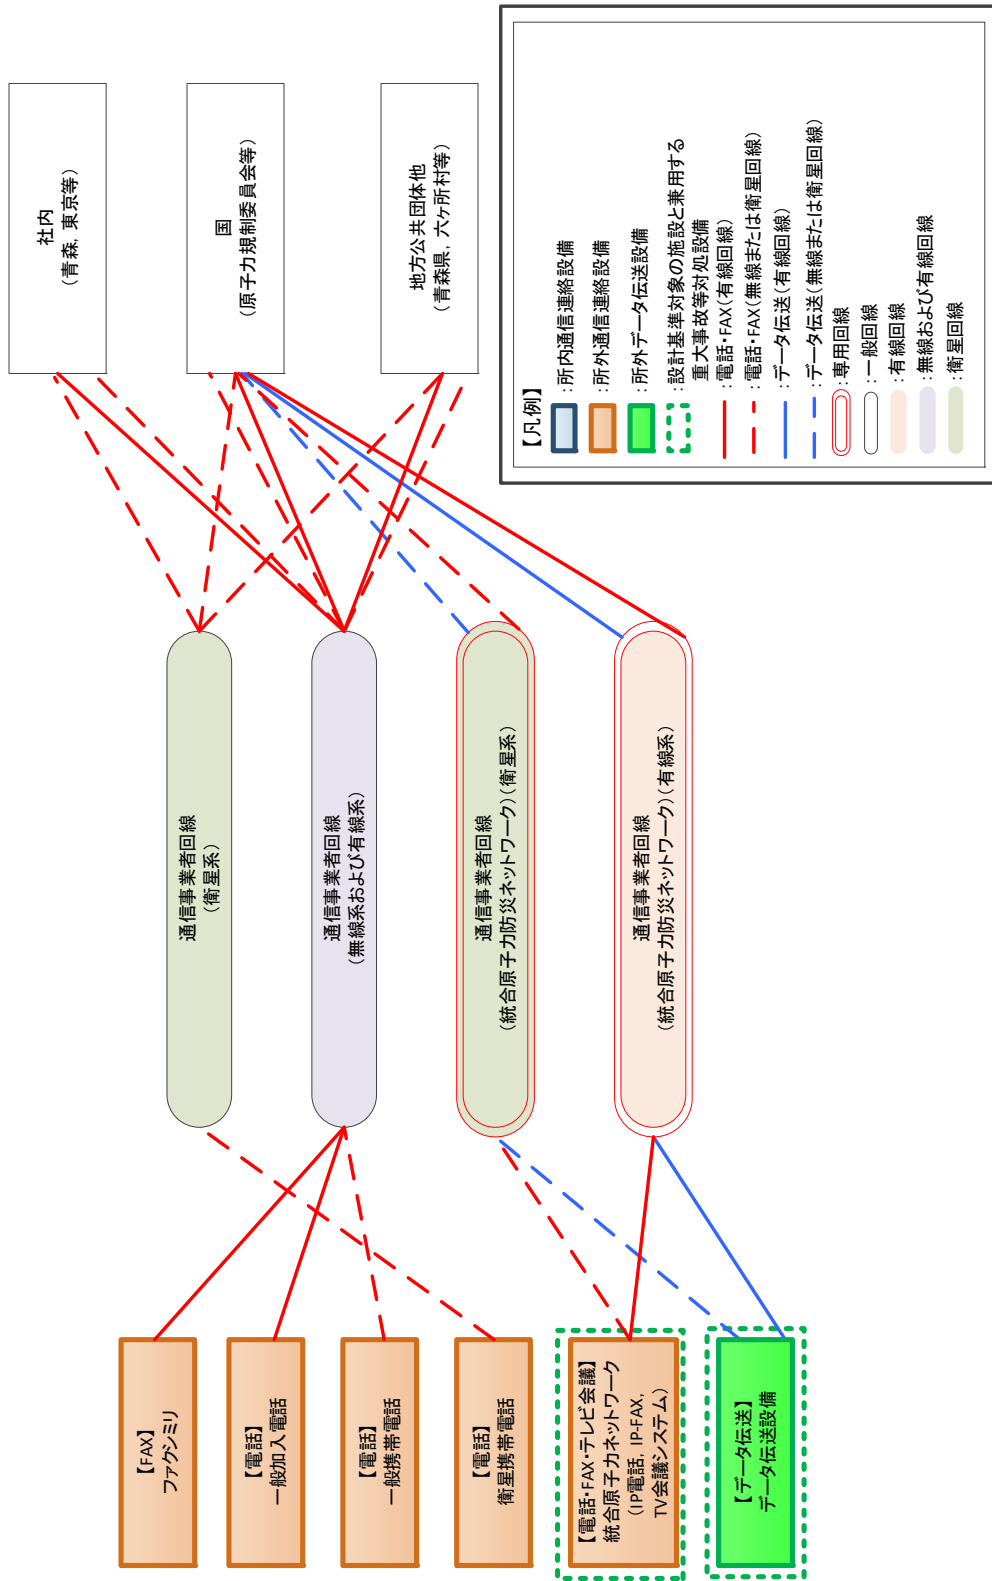 【FAX】
ファクシミリ
【電話】
一般加入電話
【電話】
一般携帯電話
【電話】
衛星携帯電話
【電話・FAX・テレビ会議】
統合原子力ネットワーク
（IP電話，IP-FAX，
TV会議システム）
【データ伝送】
データ伝送設備
通信事業者回線
（衛星系）
通信事業者回線
（無線系および有線系）
通信事業者回線
（統合原子力防災ネットワーク）（衛星系）
通信事業者回線
（統合原子力防災ネットワーク）（有線系）
社内
（青森，東京等）
国
（原子力規制委員会等）
地方公共団体他
（青森県，六ヶ所村等）
【凡例】
：所内通信連絡設備
：所外通信連絡設備
：所外データ伝送設備
：設計基準対象の施設と兼用する
重大事故等対処設備
：電話・FAX（有線回線）
：電話・FAX（無線または衛星回線）
：データ伝送（有線回線）
：データ伝送（無線または衛星回線）
：専用回線
：一般回線
：有線回線
：無線および有線回線
：衛星回線